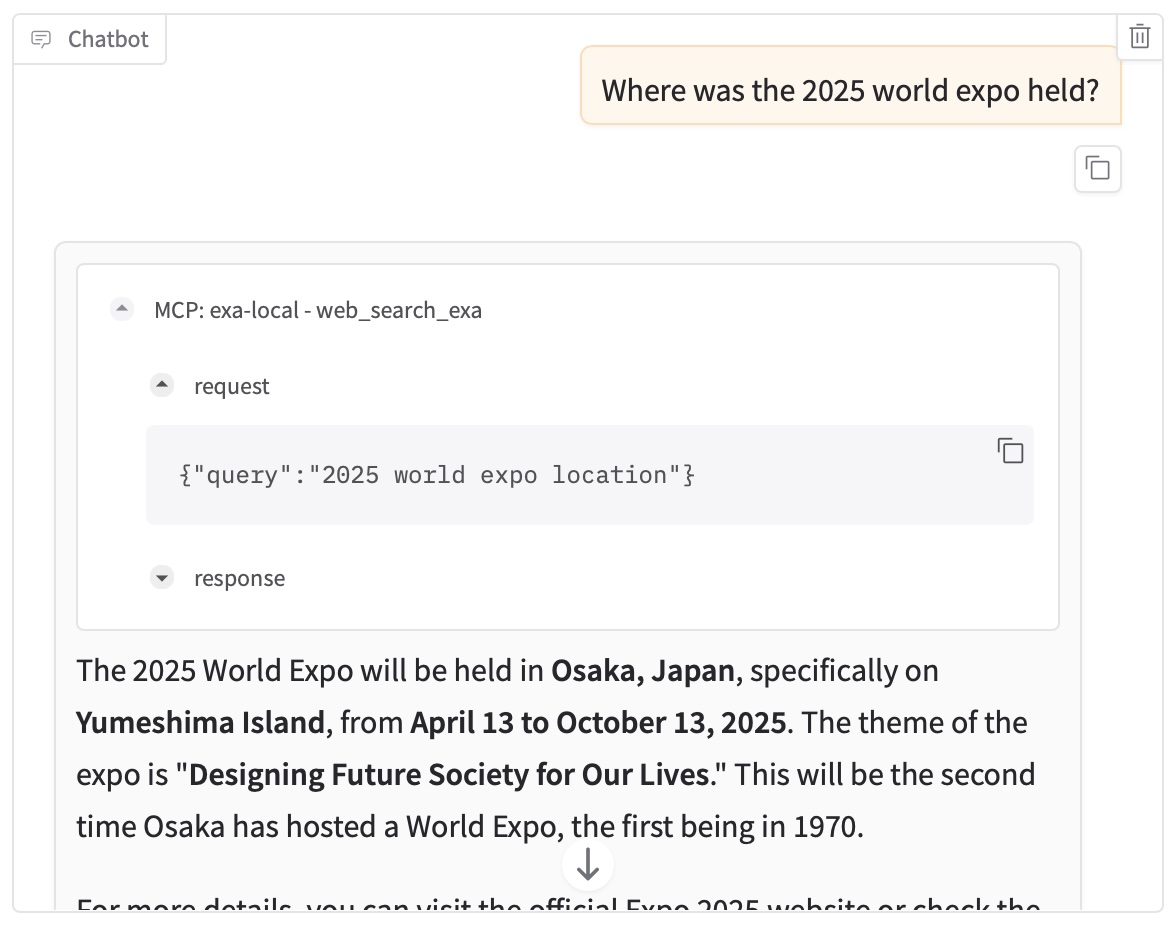 Chatbot
Where was the 2025 world expo held?
MCP: exa-local - web_search_exa
request
{"query":"2025 world expo location"}
response
The 2025 World Expo will be held in Osaka, Japan, specifically on
Yumeshima Island, from April 13 to October 13, 2025. The theme of the
expo is "Designing Future Society for Our Lives." This will be the second
time Osaka has hosted a World Expo, the first being in 1970.
For more details, you can visit the official Expo 2025 website or check the